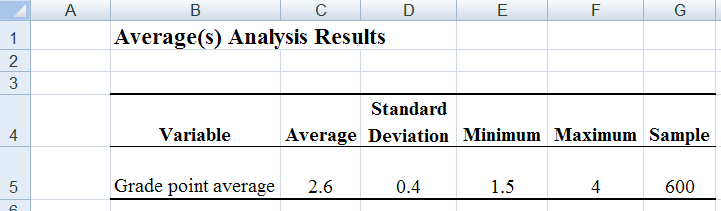 A B C D E F G
1 Average(s) Analysis Results
2
3
Standard
4 Variable Average Deviation Minimum Maximum Sample
5 Grade point average 2.6 0.4 1.5 4 600
6